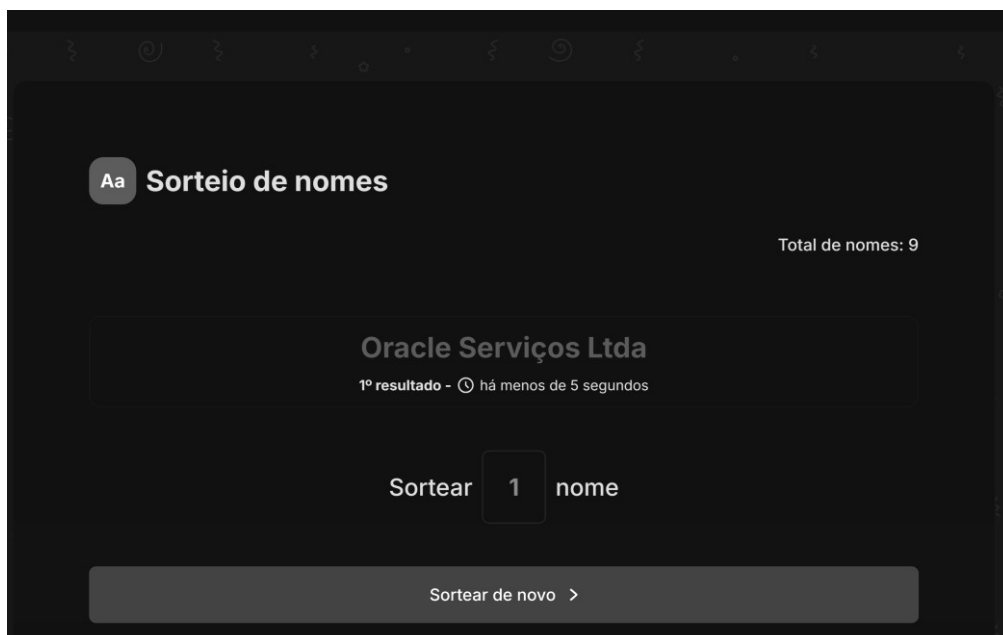 Aa Sorteio de nomes
Total de nomes: 9
Oracle Serviços Ltda
1º resultado - há menos de 5 segundos
Sortear 1 nome
Sortear de novo >